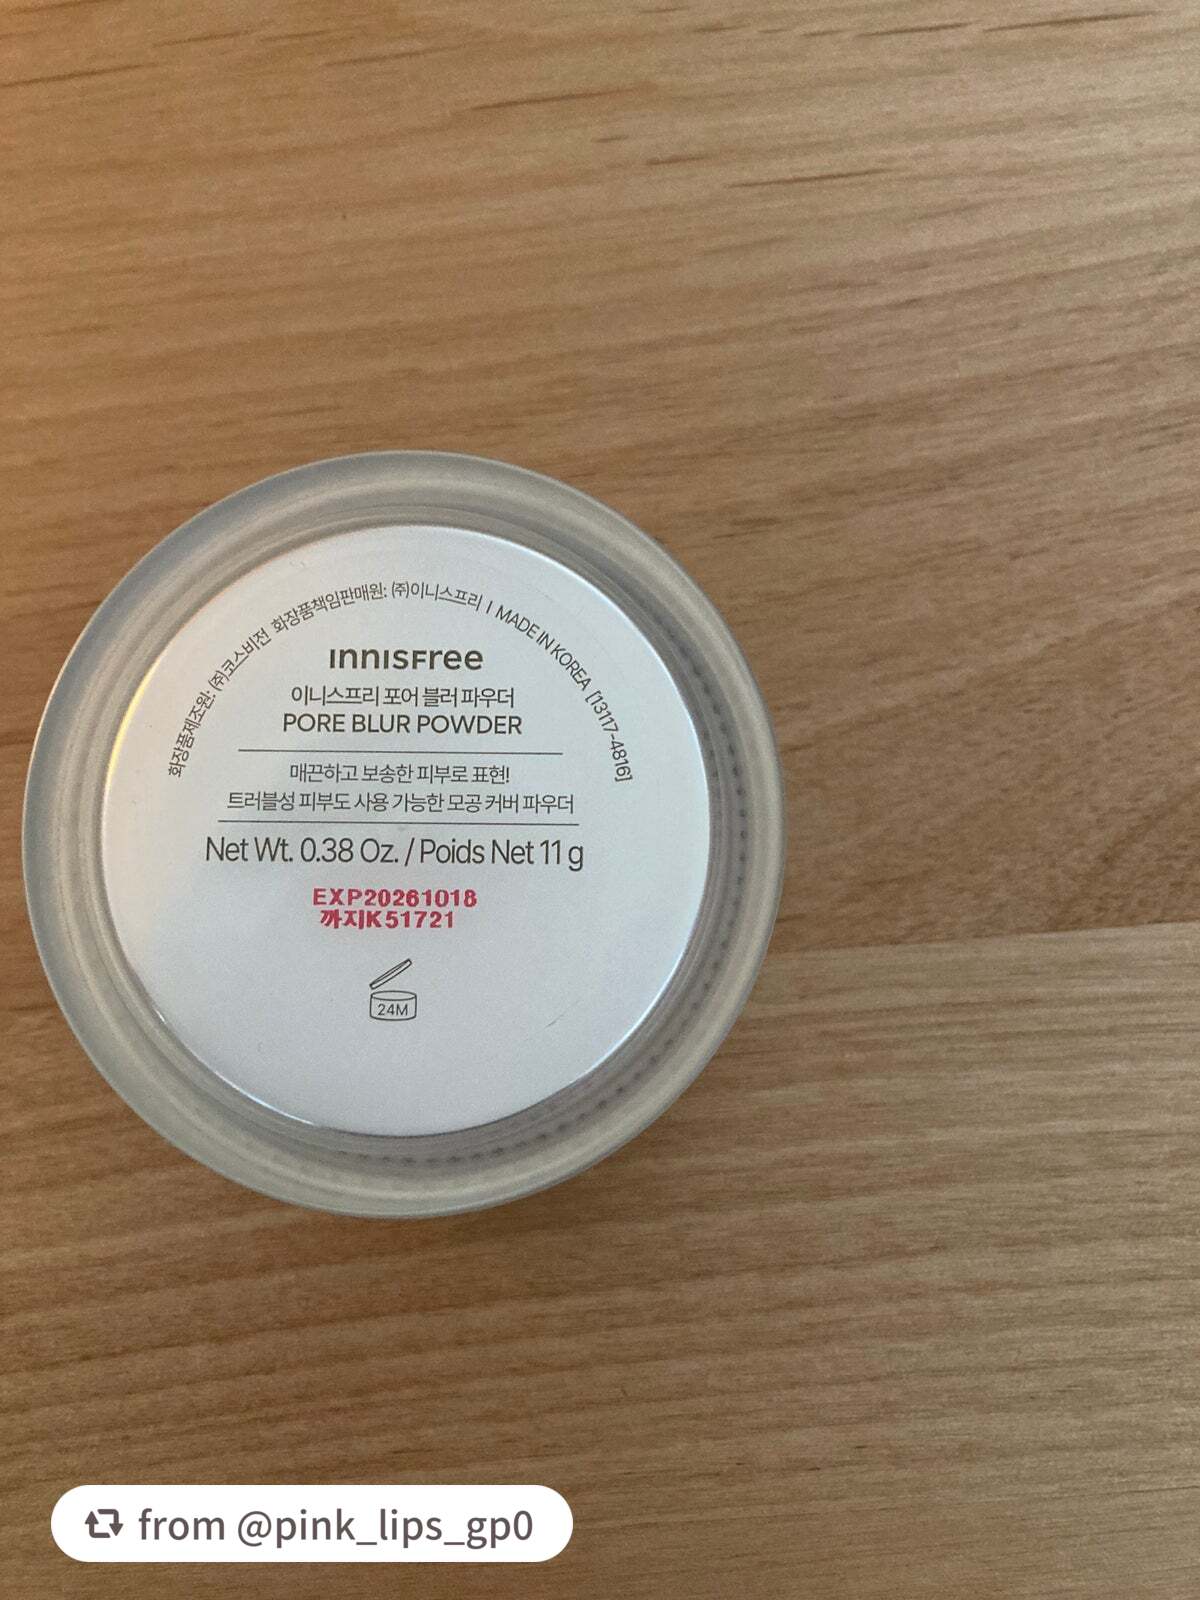 화장품제조원: (주)코스비전 화장품책임판매원: (주)이니스프리 I MADE IN KOREA [13117-4816]
innisfree
이니스프리 포어 블러 파우더
PORE BLUR POWDER
매끈하고 보송한 피부로 표현!
트러블성 피부도 사용 가능한 모공 커버 파우더
Net Wt. 0.38 Oz. / Poids Net 11 g
EXP20261018
까지K51721
24M
from @pink_lips_gp0